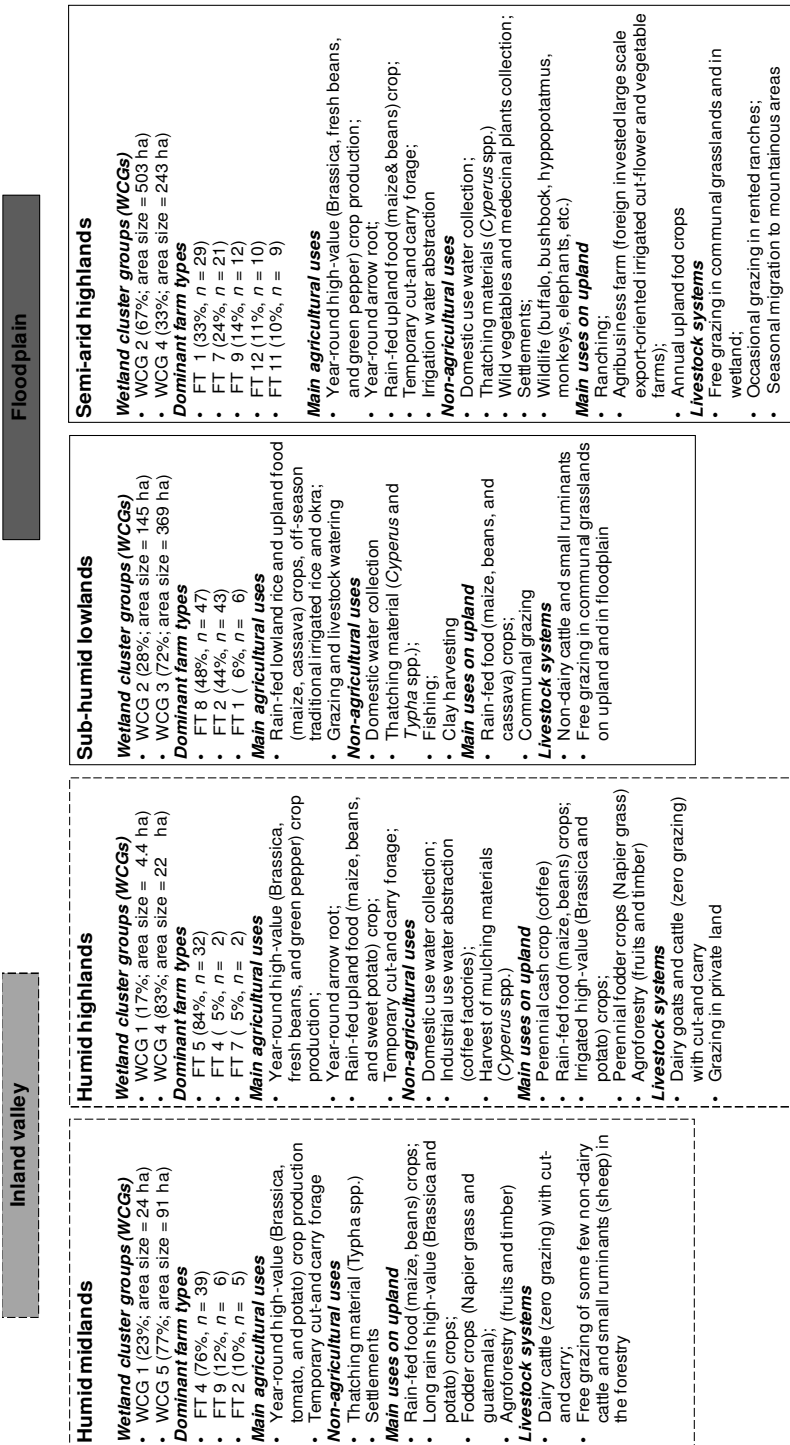 Inland valley
Floodplain
Humid midlands
Wetland cluster groups (WCGs)
• WCG 1 (23%; area size = 24 ha)
• WCG 5 (77%; area size = 91 ha)
Dominant farm types
• FT 4 (76%, n = 39)
• FT 9 (12%, n = 6)
• FT 2 (10%, n = 5)
Main agricultural uses
• Year-round high-value (Brassica,
tomato, and potato) crop production
• Temporary cut-and carry forage
Non-agricultural uses
• Thatching material (Typha spp.)
• Settlements
Main uses on upland
• Rain-fed food (maize, beans) crops;
• Long rains high-value (Brassica and
potato) crops;
• Fodder crops (Napier grass and
guatemala);
• Agroforestry (fruits and timber)
Livestock systems
• Dairy cattle (zero grazing) with cut-
and carry;
• Free grazing of some few non-dairy
cattle and small ruminants (sheep) in
the forestry
Humid highlands
Wetland cluster groups (WCGs)
• WCG 1 (17%; area size = 4.4 ha)
• WCG 4 (83%; area size = 22 ha)
Dominant farm types
• FT 5 (84%, n = 32)
• FT 4 ( 5%, n = 2)
• FT 7 ( 5%, n = 2)
Main agricultural uses
• Year-round high-value (Brassica,
fresh beans, and green pepper) crop
production;
• Year-round arrow root;
• Rain-fed upland food (maize, beans,
and sweet potato) crop;
• Temporary cut-and carry forage;
Non-agricultural uses
• Domestic use water collection;
• Industrial use water abstraction
(coffee factories);
• Harvest of mulching materials
(Cyperus spp.)
Main uses on upland
• Perennial cash crop (coffee)
• Rain-fed food (maize, beans) crops;
• Irrigated high-value (Brassica and
potato) crops;
• Perennial fodder crops (Napier grass)
• Agroforestry (fruits and timber)
Livestock systems
• Dairy goats and cattle (zero grazing)
with cut-and carry
• Grazing in private land
Sub-humid lowlands
Wetland cluster groups (WCGs)
• WCG 2 (28%; area size = 145 ha)
• WCG 3 (72%; area size = 369 ha)
Dominant farm types
• FT 8 (48%, n = 47)
• FT 2 (44%, n = 43)
• FT 1 ( 6%, n = 6)
Main agricultural uses
• Rain-fed lowland rice and upland food
(maize, cassava) crops, off-season
traditional irrigated rice and okra;
• Grazing and livestock watering
Non-agricultural uses
• Domestic water collection
• Thatching material (Cyperus and
Typha spp.);
• Fishing;
• Clay harvesting
Main uses on upland
• Rain-fed food (maize, beans, and
cassava) crops;
• Communal grazing
Livestock systems
• Non-dairy cattle and small ruminants
• Free grazing in communal grasslands
on upland and in floodplain
Semi-arid highlands
Wetland cluster groups (WCGs)
• WCG 2 (67%; area size = 503 ha)
• WCG 4 (33%; area size = 243 ha)
Dominant farm types
• FT 1 (33%, n = 29)
• FT 7 (24%, n = 21)
• FT 9 (14%, n = 12)
• FT 12 (11%, n = 10)
• FT 11 (10%, n = 9)
Main agricultural uses
• Year-round high-value (Brassica, fresh beans,
and green pepper) crop production;
• Year-round arrow root;
• Rain-fed upland food (maize& beans) crop;
• Temporary cut-and carry forage;
• Irrigation water abstraction
Non-agricultural uses
• Domestic use water collection;
• Thatching materials (Cyperus spp.)
• Wild vegetables and medecinal plants collection;
• Settlements;
• Wildlife (buffalo, bushbock, hyppopotatmus,
monkeys, elephants, etc.)
Main uses on upland
• Ranching;
• Agribusiness farm (foreign invested large scale
export-oriented irrigated cut-flower and vegetable
farms);
• Annual upland fod crops
Livestock systems
• Free grazing in communal grasslands and in
wetland;
• Occasional grazing in rented ranches;
• Seasonal migration to mountainous areas